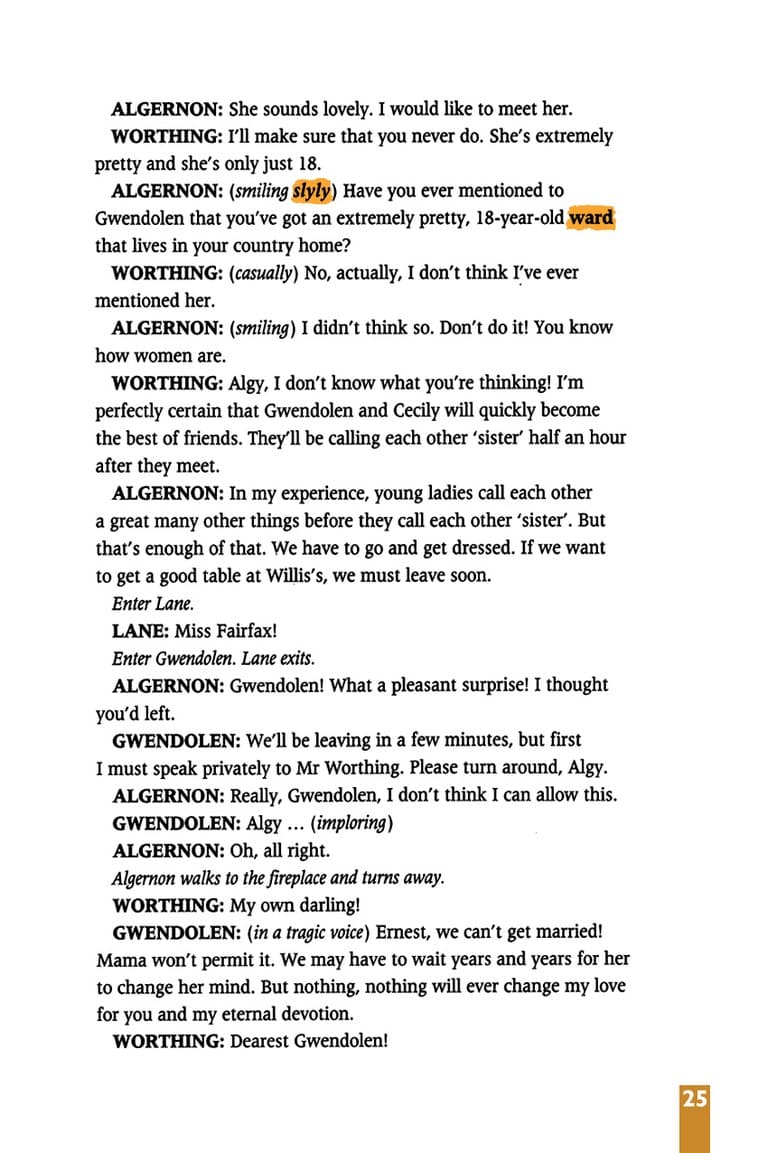 ALGERNON: She sounds lovely. I would like to meet her.
WORTHING: I'll make sure that you never do. She's extremely
pretty and she's only just 18.
ALGERNON: (smiling slyly) Have you ever mentioned to
Gwendolen that you've got an extremely pretty, 18-year-old ward
that lives in your country home?
WORTHING: (casually) No, actually, I don't think I've ever
mentioned her.
ALGERNON: (smiling) I didn't think so. Don't do it! You know
how women are.
WORTHING: Algy, I don't know what you're thinking! I'm
perfectly certain that Gwendolen and Cecily will quickly become
the best of friends. They'll be calling each other ‘sister’ half an hour
after they meet.
ALGERNON: In my experience, young ladies call each other
a great many other things before they call each other ‘sister’. But
that's enough of that. We have to go and get dressed. If we want
to get a good table at Willis's, we must leave soon.
Enter Lane.
LANE: Miss Fairfax!
Enter Gwendolen. Lane exits.
ALGERNON: Gwendolen! What a pleasant surprise! I thought
you'd left.
GWENDOLEN: We'll be leaving in a few minutes, but first
I must speak privately to Mr Worthing. Please turn around, Algy.
ALGERNON: Really, Gwendolen, I don't think I can allow this.
GWENDOLEN: Algy ... (imploring)
ALGERNON: Oh, all right.
Algernon walks to the fireplace and turns away.
WORTHING: My own darling!
GWENDOLEN: (in a tragic voice) Ernest, we can't get married!
Mama won't permit it. We may have to wait years and years for her
to change her mind. But nothing, nothing will ever change my love
for you and my eternal devotion.
WORTHING: Dearest Gwendolen!
25